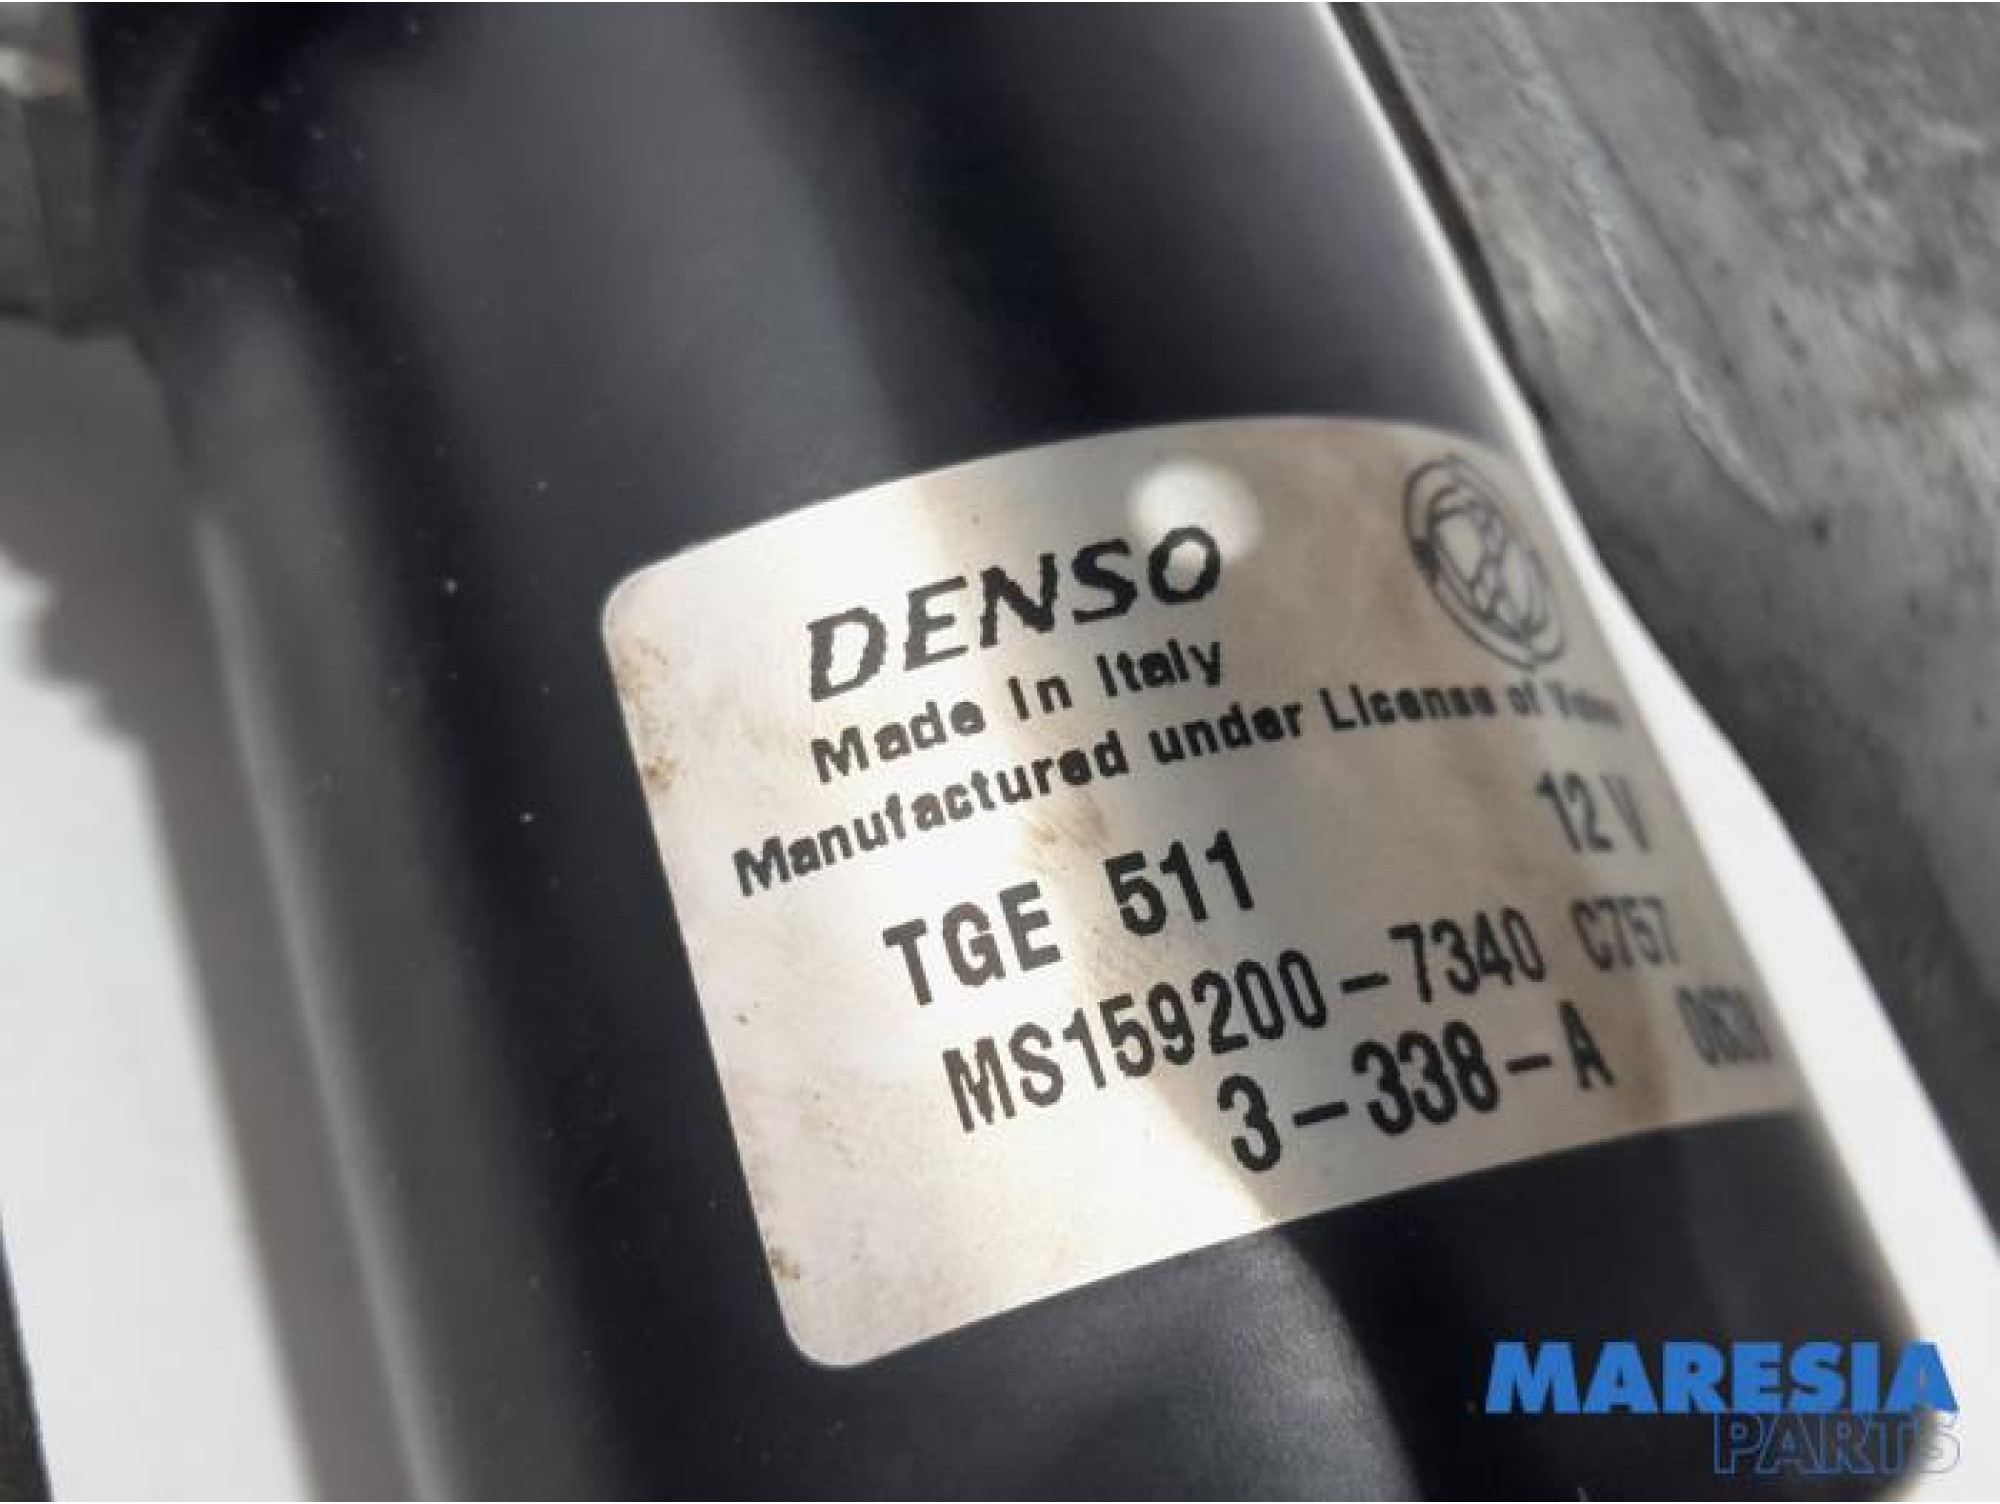 DENSO
Made in Italy
Manufactured under License of
12 V
TGE 511
MS159200-7340 C757
3-338-A
MARESIA
PARTS